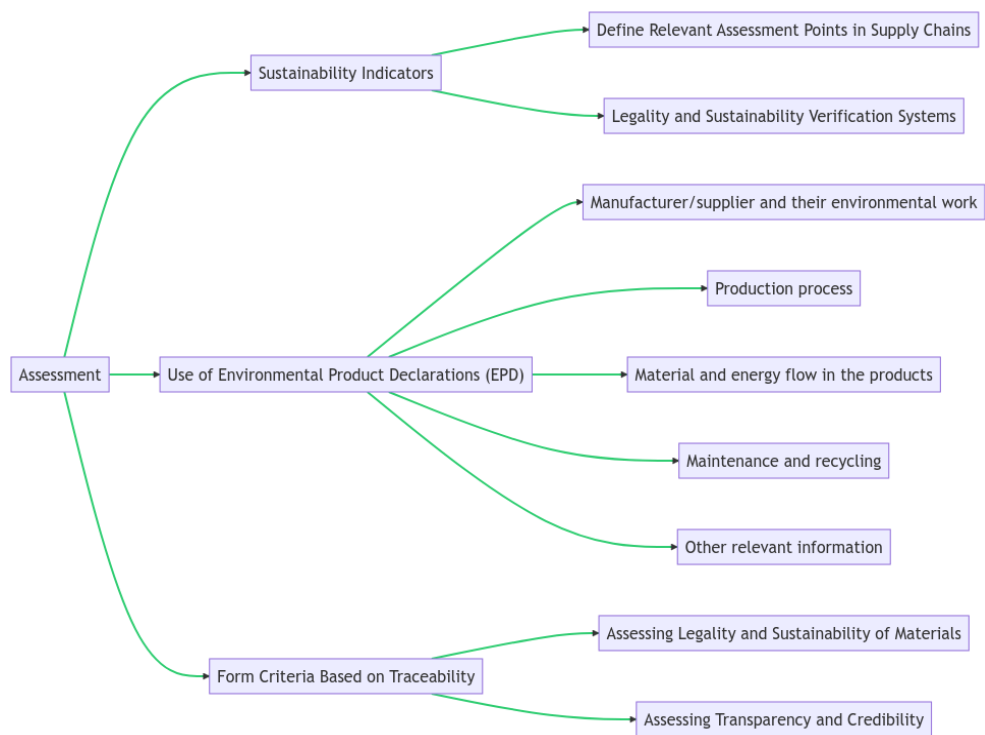 Define Relevant Assessment Points in Supply Chains
Sustainability Indicators
Legality and Sustainability Verification Systems
Manufacturer/supplier and their environmental work
Production process
Assessment
Use of Environmental Product Declarations (EPD)
Material and energy flow in the products
Maintenance and recycling
Other relevant information
Assessing Legality and Sustainability of Materials
Form Criteria Based on Traceability
Assessing Transparency and Credibility